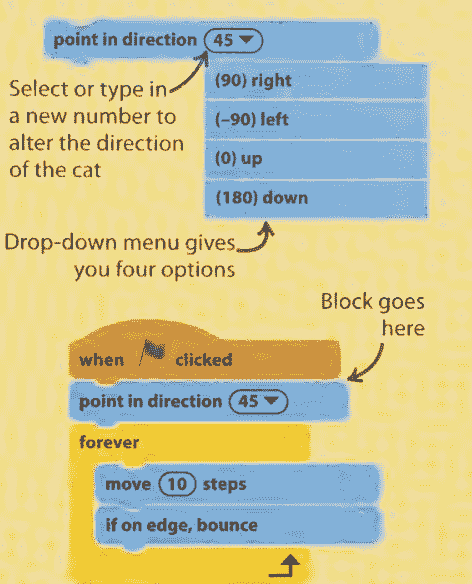 point in direction 45
(90) right
(–90) left
(0) up
(180) down
Select or type in
a new number to
alter the direction
of the cat
Drop-down menu gives
you four options
Block goes
here
when clicked
point in direction 45
forever
move 10 steps
if on edge, bounce